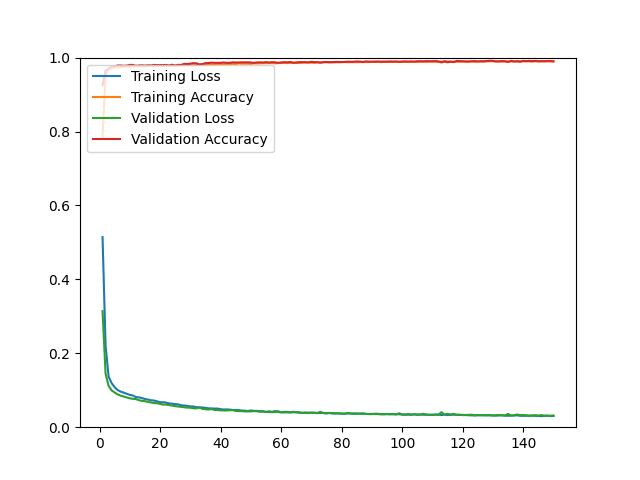 1.0
0.8
0.6
0.4
0.2
0.0
Training Loss
Training Accuracy
Validation Loss
Validation Accuracy
0 20 40 60 80 100 120 140